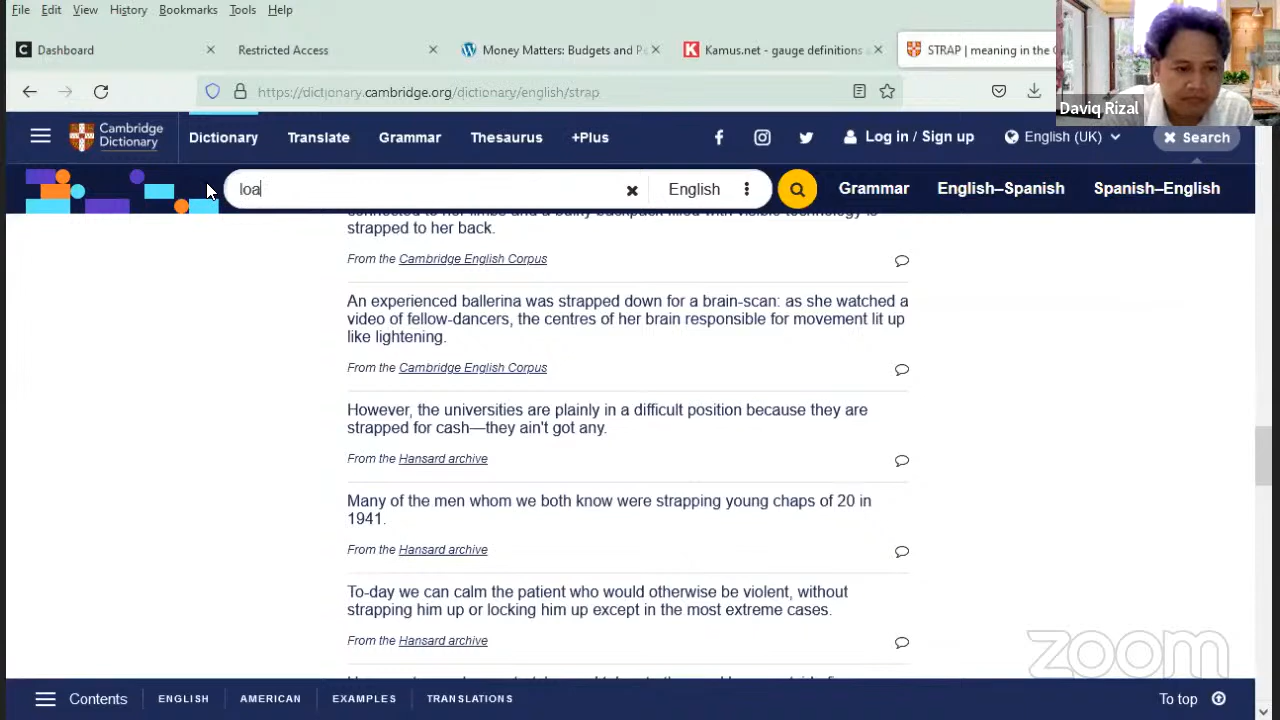 File Edit View History Bookmarks Tools Help
Dashboard
Restricted Access
Money Matters: Budgets and P
Kamus.net - gauge definitions
STRAP | meaning in the
Daviq Rizal
https://dictionary.cambridge.org/dictionary/english/strap
Cambridge
Dictionary
Dictionary Translate Grammar Thesaurus +Plus
Log in / Sign up
English (UK)
Search
loa
English
Grammar English–Spanish Spanish–English
strapped to her back.
From the Cambridge English Corpus
An experienced ballerina was strapped down for a brain-scan: as she watched a
video of fellow-dancers, the centres of her brain responsible for movement lit up
like lightening.
From the Cambridge English Corpus
However, the universities are plainly in a difficult position because they are
strapped for cash—they ain't got any.
From the Hansard archive
Many of the men whom we both know were strapping young chaps of 20 in
1941.
From the Hansard archive
To-day we can calm the patient who would otherwise be violent, without
strapping him up or locking him up except in the most extreme cases.
From the Hansard archive
zoom
Contents ENGLISH AMERICAN EXAMPLES TRANSLATIONS
To top